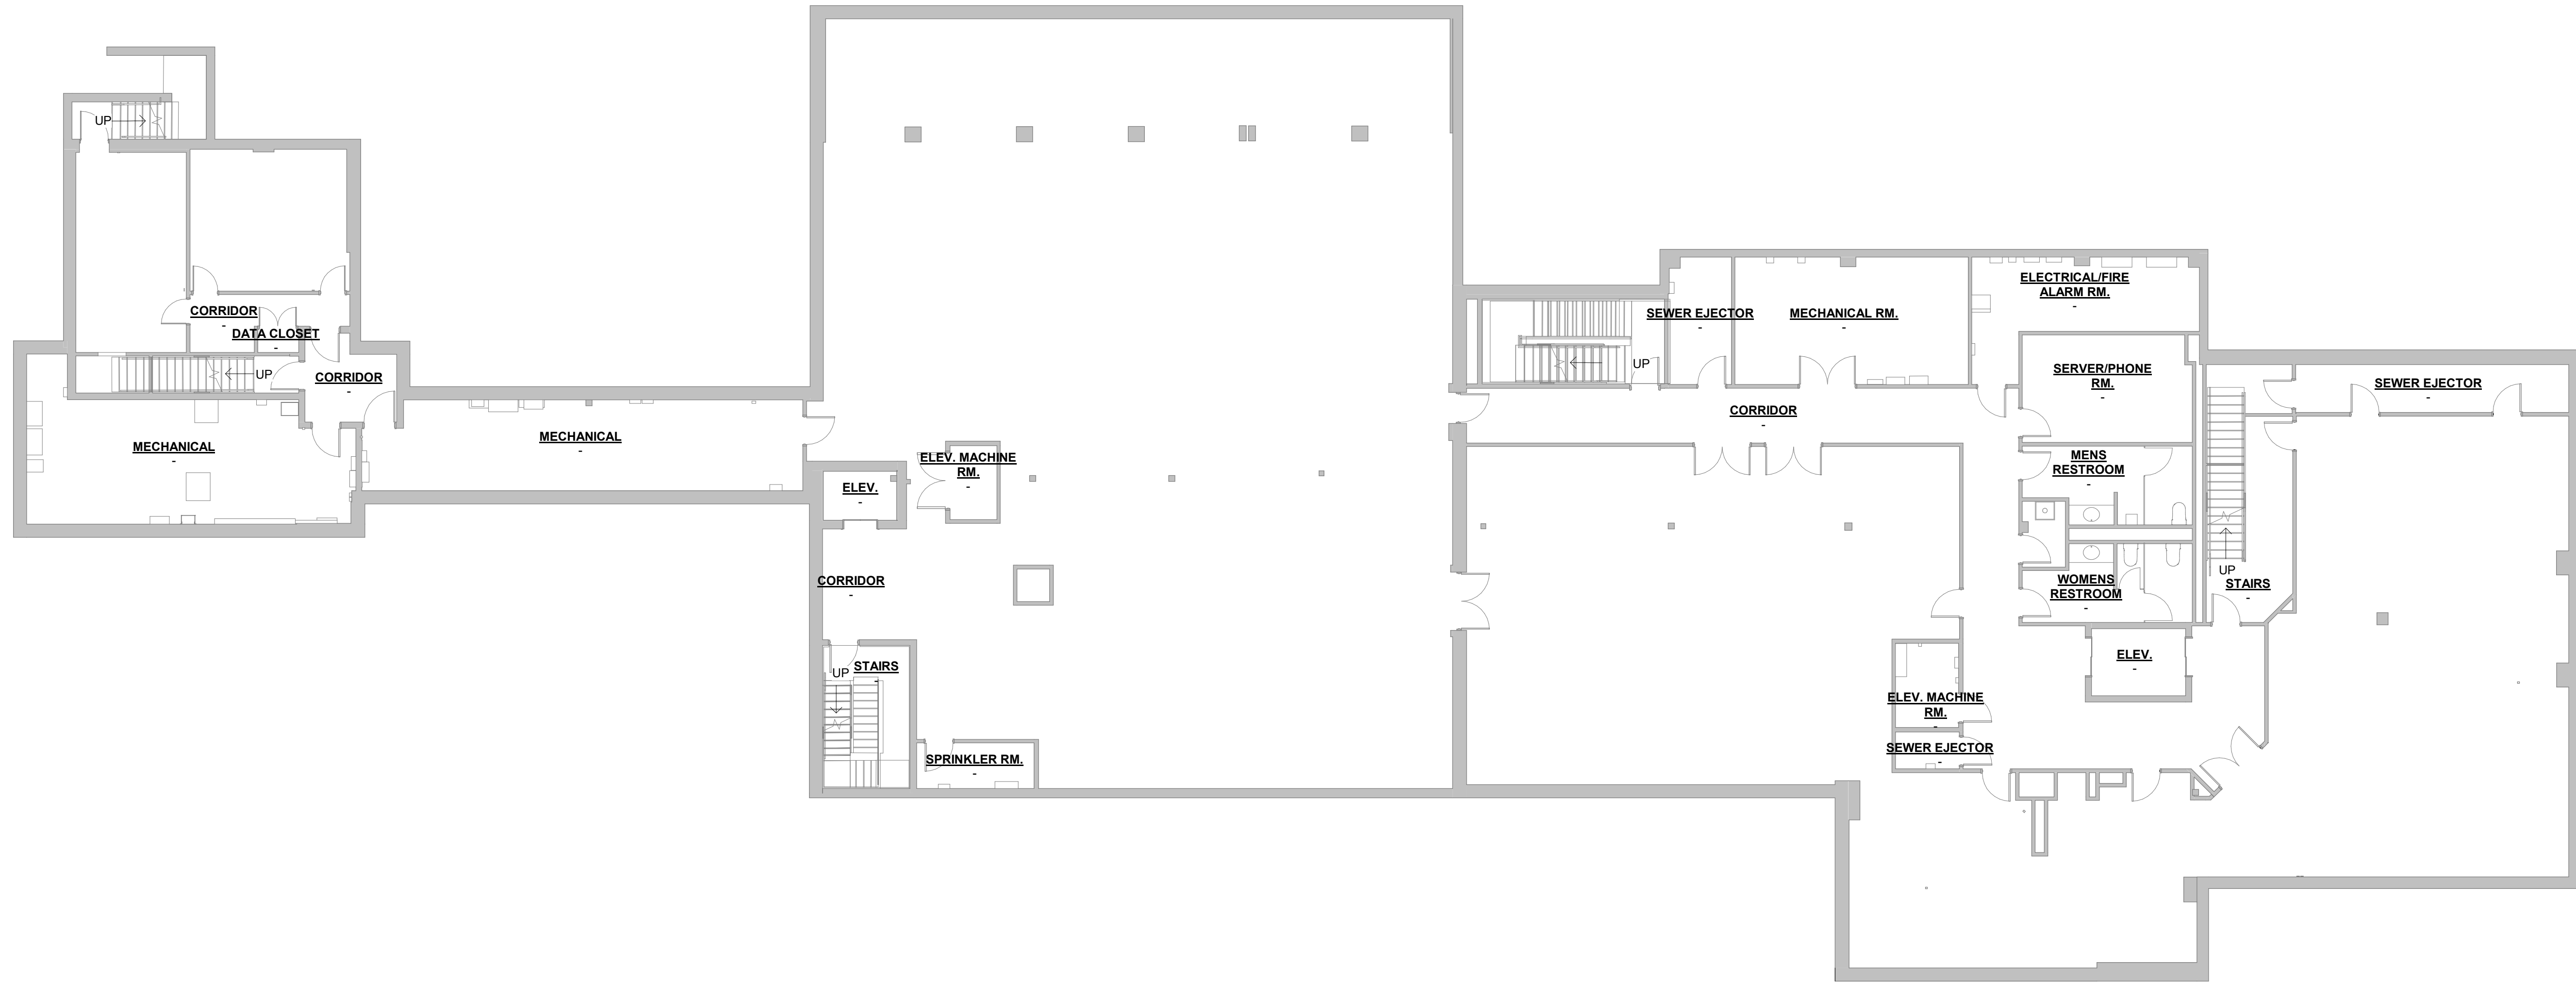 UP
CORRIDOR
-
DATA CLOSET
-
UP
CORRIDOR
-
MECHANICAL
-
MECHANICAL
-
ELEV.
-
ELEV. MACHINE
RM.
-
CORRIDOR
-
UP
STAIRS
-
SPRINKLER RM.
-
UP
SEWER EJECTOR
-
MECHANICAL RM.
-
ELECTRICAL/FIRE
ALARM RM.
-
CORRIDOR
-
SERVER/PHONE
RM.
-
SEWER EJECTOR
-
MENS
RESTROOM
-
WOMENS
RESTROOM
-
UP
STAIRS
-
ELEV.
-
ELEV. MACHINE
RM.
-
SEWER EJECTOR
-